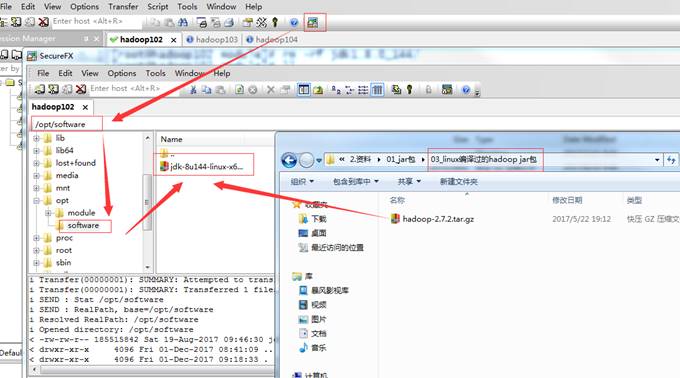 Options Transfer Script Tools Window Help
Enter host <Alt+R>
ession Manager
hadoop102 hadoop103 hadoop104
SecureFX
File Edit View Options Tools Window Help
Enter host <Alt+R>
hadoop102
/opt/software
lib
lib64
lost+found
media
mnt
opt
module
software
proc
root
sbin
Name
..
jdk-8u144-linux-x6...
Size Type Date Modified
2.资料 01_jar包 03_linux编译过的hadoop jar包
组织 包含到库中 共享 新建文件夹
收藏夹
下载
桌面
最近访问的位置
库
暴风影视库
视频
图片
文档
音乐
计算机
名称 修改日期 类型
hadoop-2.7.2.tar.gz 2017/5/22 19:12 快压 GZ 压缩文
i Transfer(00000001): SUMMARY: Attempted to trans
i Transfer(00000001): SUMMARY: Transferred 1 file
i SEND : Stat /opt/software
i SEND : RealPath, base=/opt/software
i Resolved RealPath: /opt/software
i Opened directory: /opt/software
< -rw-rw-r-- 185515842 Sat 19-Aug-2017 09:46:30 jd
< drwxr-xr-x 4096 Fri 01-Dec-2017 08:41:09 .
< drwxr-xr-x 4096 Fri 01-Dec-2017 09:18:33 ..
Default